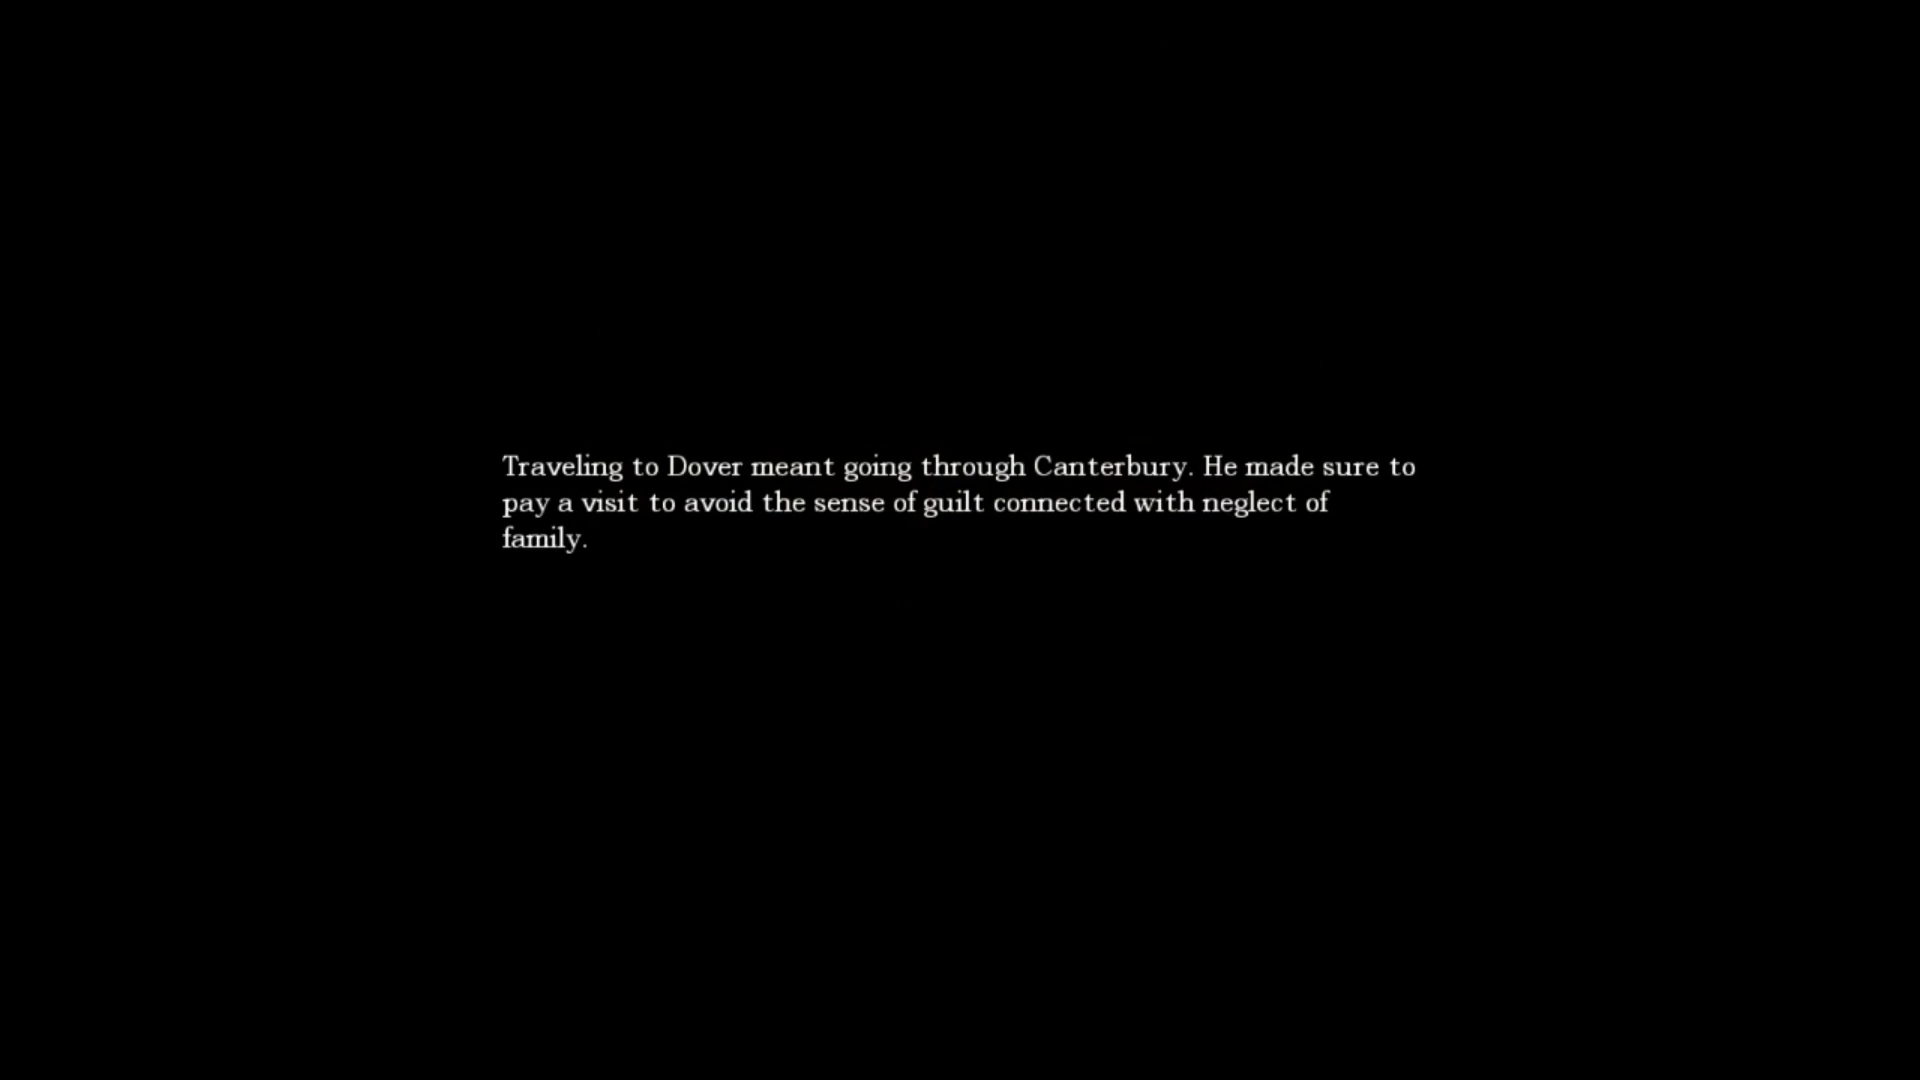 Traveling to Dover meant going through Canterbury. He made sure to
pay a visit to avoid the sense of guilt connected with neglect of
family.